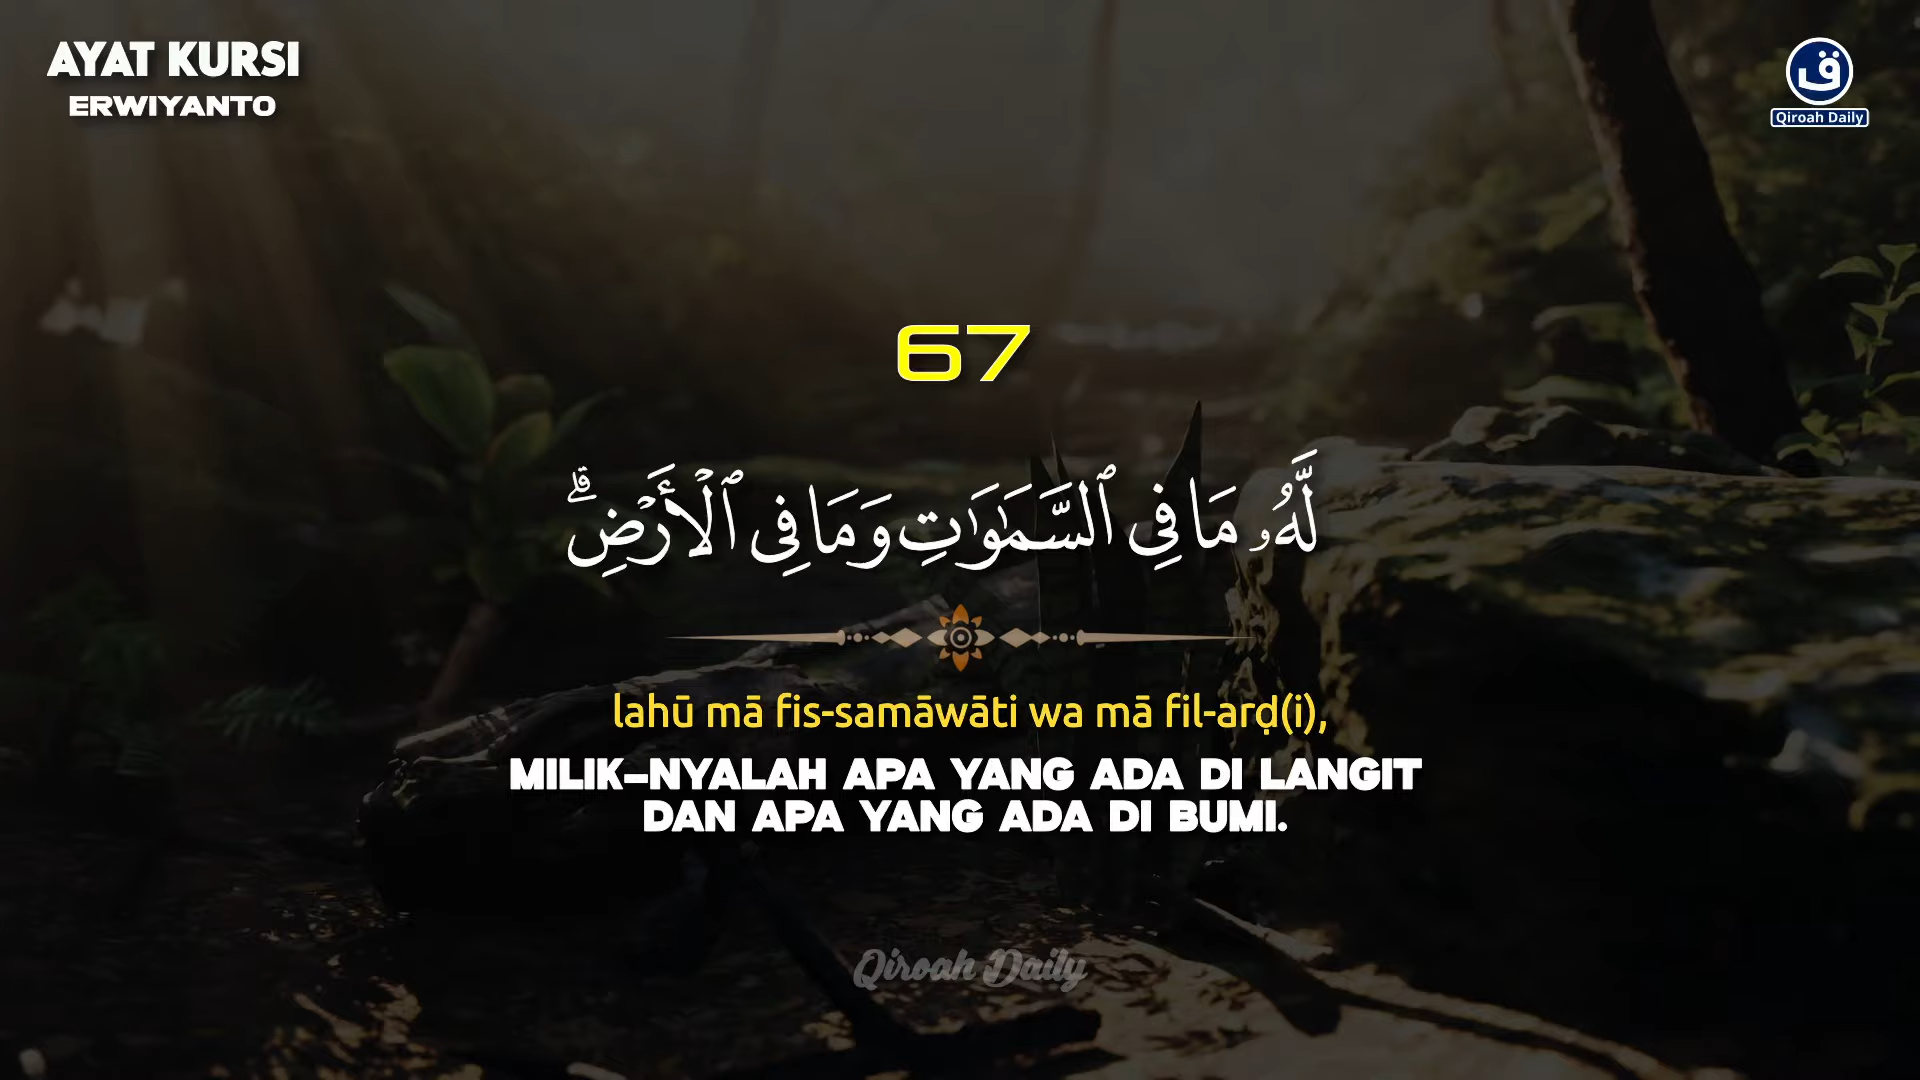 AYAT KURSI
ERWIYANTO
ق
Qiroah Daily
67
لَّهُۥ مَا فِى ٱلسَّمَٰوَٰتِ وَمَا فِى ٱلْأَرْضِ ۗ
lahū mā fis-samāwāti wa mā fil-arḍ(i),
MILIK-NYALAH APA YANG ADA DI LANGIT
DAN APA YANG ADA DI BUMI.
Qiroah Daily